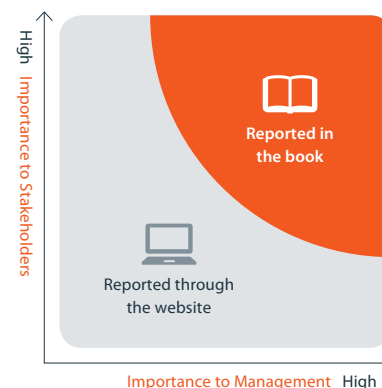 High Importance to Stakeholders
Reported in
the book
Reported through
the website
Importance to Management High